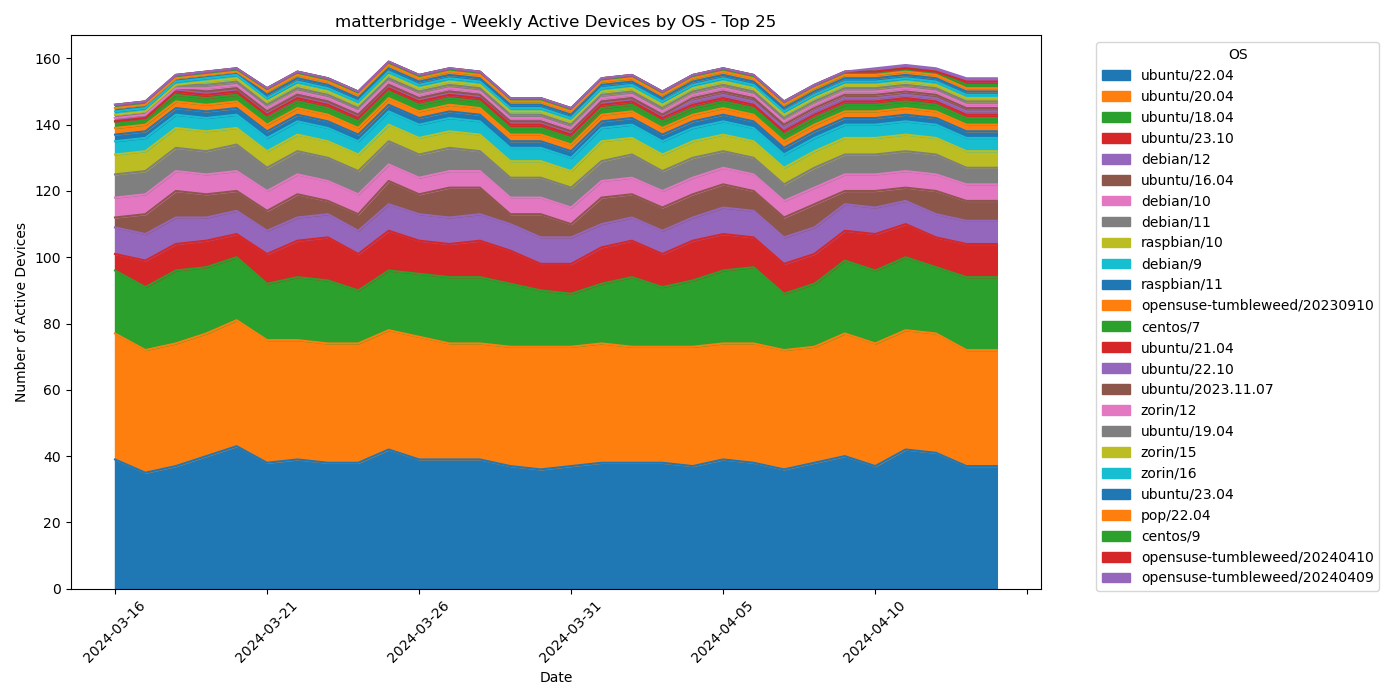 matterbridge - Weekly Active Devices by OS - Top 25
Number of Active Devices
160
140
120
100
80
60
40
20
0
2024-03-16
2024-03-21
2024-03-26
2024-03-31
2024-04-05
2024-04-10
Date
OS
ubuntu/22.04
ubuntu/20.04
ubuntu/18.04
ubuntu/23.10
debian/12
ubuntu/16.04
debian/10
debian/11
raspbian/10
debian/9
raspbian/11
opensuse-tumbleweed/20230910
centos/7
ubuntu/21.04
ubuntu/22.10
ubuntu/2023.11.07
zorin/12
ubuntu/19.04
zorin/15
zorin/16
ubuntu/23.04
pop/22.04
centos/9
opensuse-tumbleweed/20240410
opensuse-tumbleweed/20240409